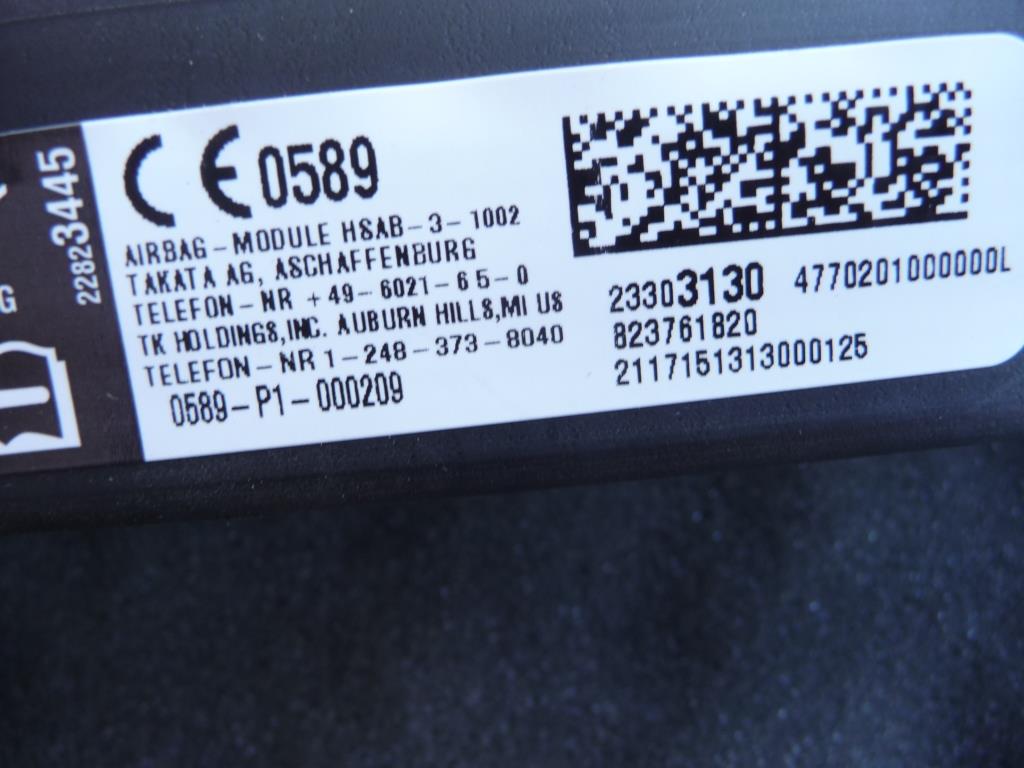 22823445
G
CE 0589
AIRBAG-MODULE HSAB-3-1002
TAKATA AG, ASCHAFFENBURG
TELEFON-NR +49-6021-65-0
TK HOLDINGS,INC. AUBURN HILLS,MI US
TELEFON-NR 1-248-373-8040
0589-P1-000209
23303130 4770201000000L
823761820
2117151313000125